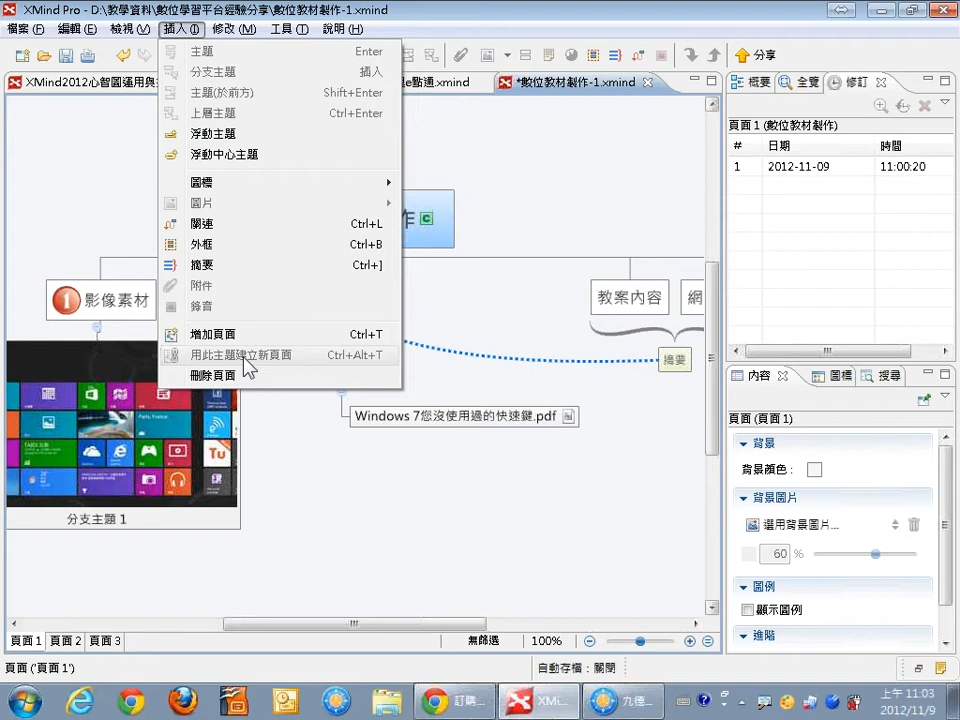 XMind Pro - D:\教學資料\數位學習平台經驗分享\數位教材製作-1.xmind
檔案 (F) 編輯 (E) 檢視 (V) 插入 (I) 修改 (M) 工具 (T) 說明 (H)
分享
XMind2012心智圖運用與
e點通.xmind
*數位教材製作-1.xmind
主題 Enter
分支主題 插入
主題(於前方) Shift+Enter
上層主題 Ctrl+Enter
浮動主題
浮動中心主題
圖標
圖片
關連 Ctrl+L
外框 Ctrl+B
摘要 Ctrl+]
附件
錄音
增加頁面 Ctrl+T
用此主題建立新頁面 Ctrl+Alt+T
刪除頁面
概要 全覽 修訂
頁面 1 (數位教材製作)
# 日期 時間
1 2012-11-09 11:00:20
作
1 影像素材
教案內容
網
摘要
Windows 7您沒使用過的快速鍵.pdf
分支主題 1
內容 圖標 搜尋
頁面 (頁面 1)
背景
背景顏色：
背景圖片
選用背景圖片...
60 %
圖例
顯示圖例
進階
頁面 1 頁面 2 頁面 3
無篩選 100%
頁面 ('頁面 1')
自動存檔：關閉
訂購...
XMi...
九德...
上午 11:03
2012/11/9